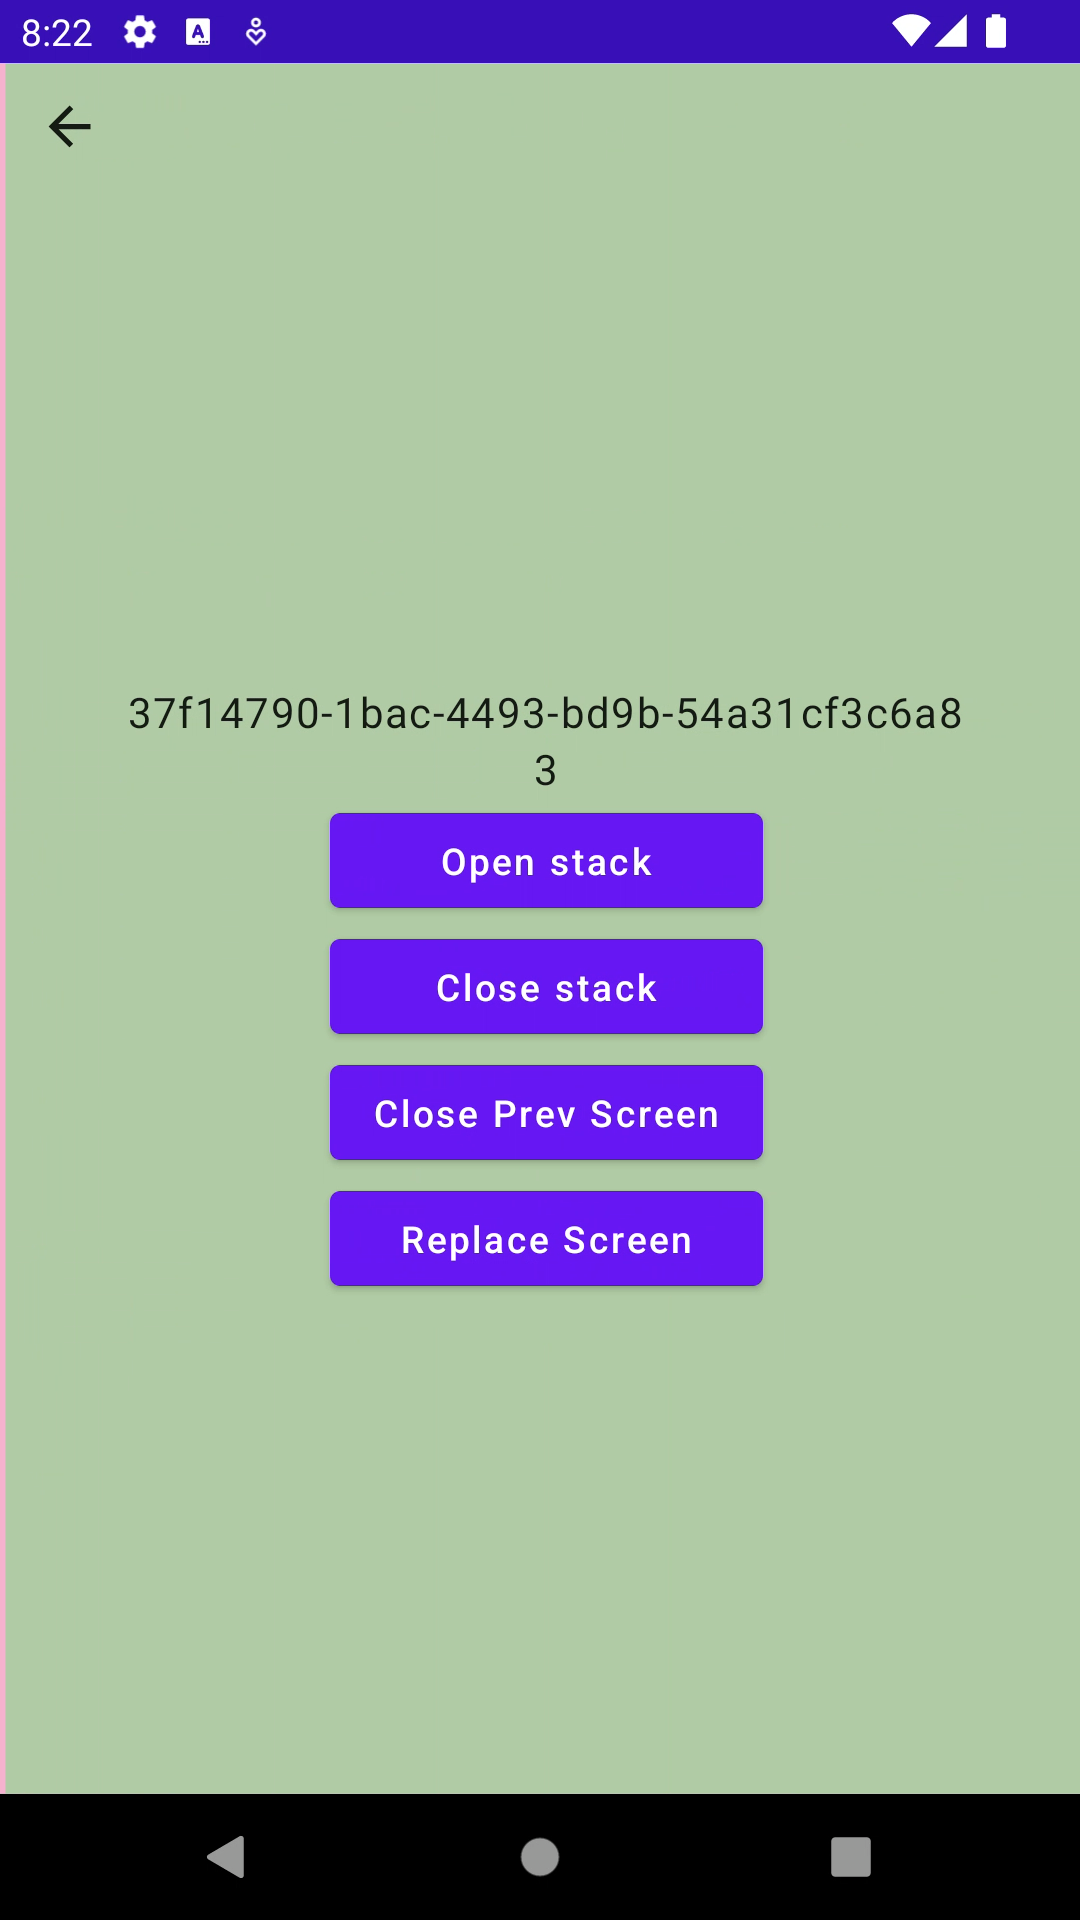 8:22
37f14790-1bac-4493-bd9b-54a31cf3c6a8
3
Open stack
Close stack
Close Prev Screen
Replace Screen